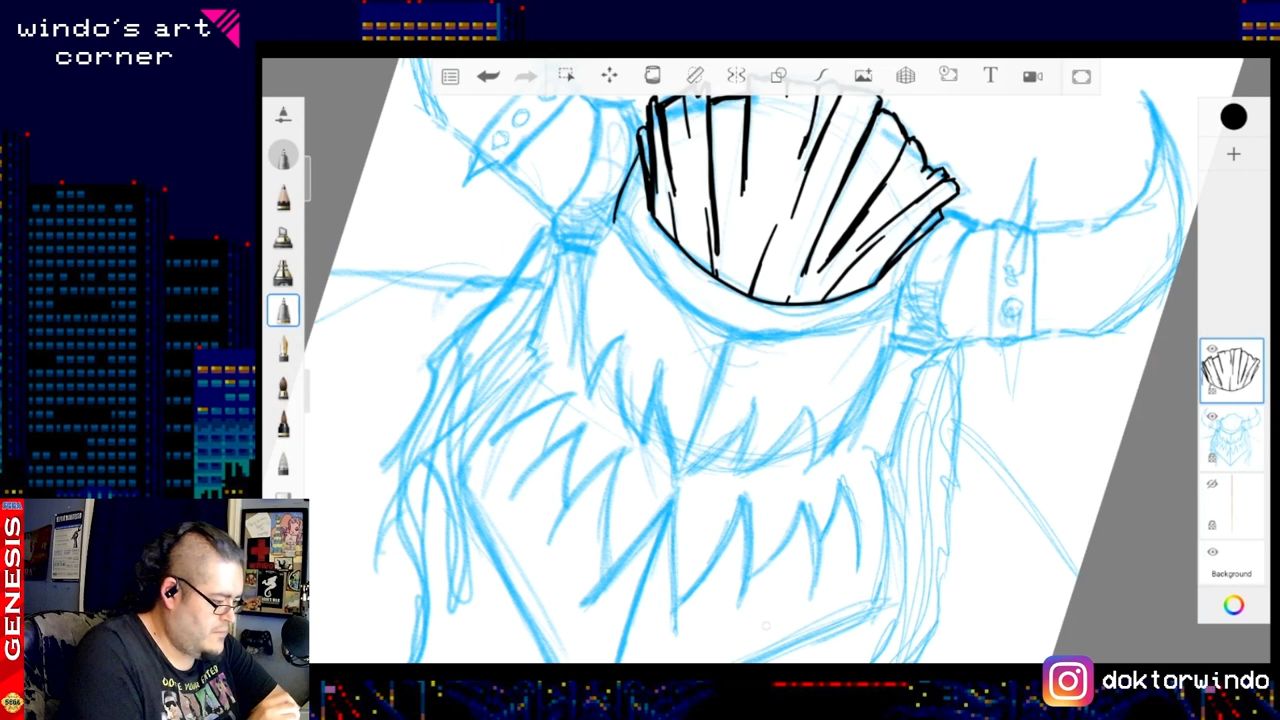 windo's art
corner
T
Background
GENESIS
SEGA
doktorwindo